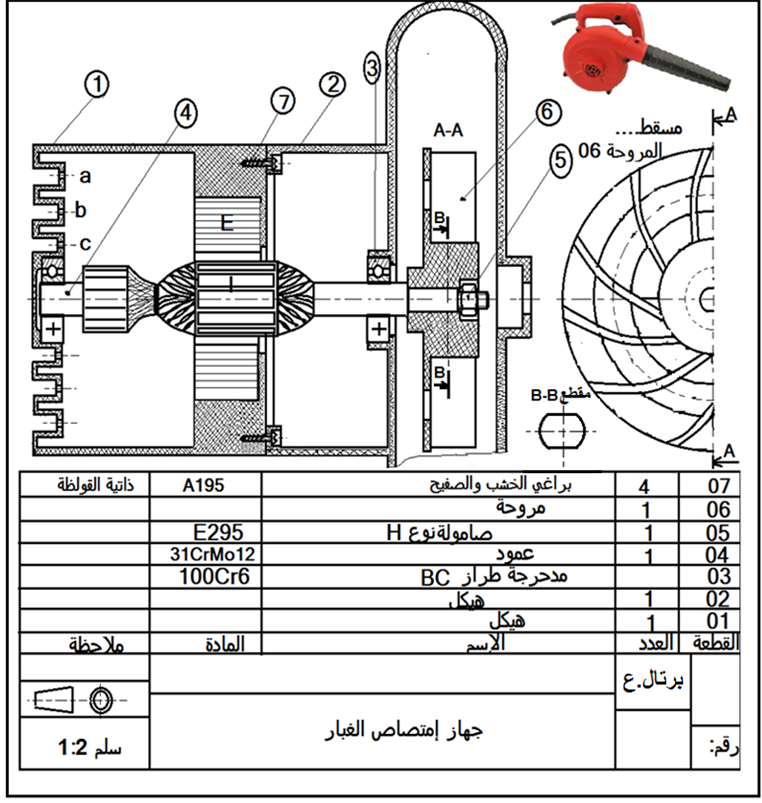 1
4
7
2
3
A-A
6
5
مسقط....
المروحة 06
A
a
b
c
E
I
B
B
مقطعB-B
A
07 4 براغي الخشب والصفيح A195 ذاتية القولظة
06 1 مروحة
05 1 صامولة نوع H E295
04 1 عمود 31CrMo12
03 مدحرجة طراز BC 100Cr6
02 1 هيكل
01 1 هيكل
القطعة العدد الإسم المادة ملاحظة
برتال.ع
جهاز إمتصاص الغبار
سلم 1:2
رقم: